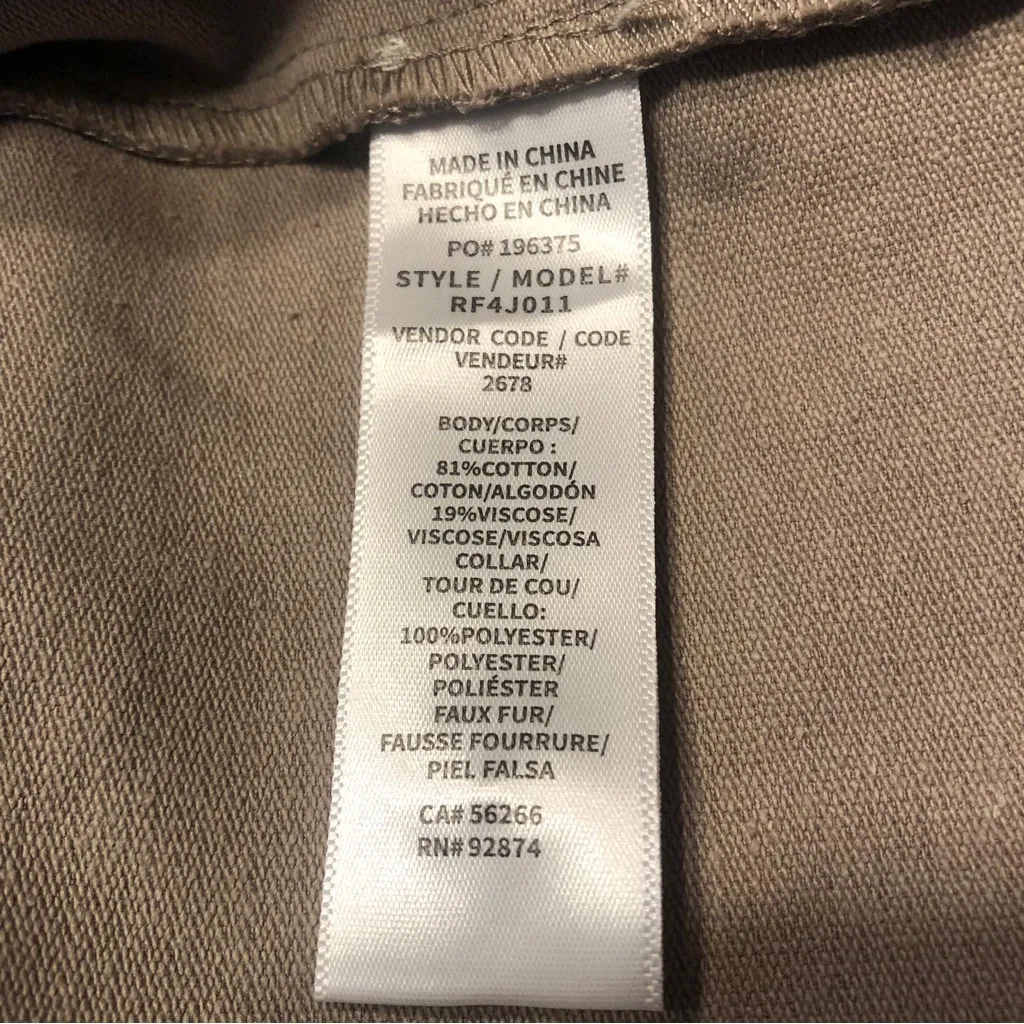 MADE IN CHINA
FABRIQUÉ EN CHINE
HECHO EN CHINA
PO# 196375
STYLE / MODEL#
RF4J011
VENDOR CODE / CODE
VENDEUR#
2678
BODY/CORPS/
CUERPO :
81%COTTON/
COTON/ALGODÓN
19%VISCOSE/
VISCOSE/VISCOSA
COLLAR/
TOUR DE COU/
CUELLO:
100%POLYESTER/
POLYESTER/
POLIÉSTER
FAUX FUR/
FAUSSE FOURRURE/
PIEL FALSA
CA# 56266
RN# 92874